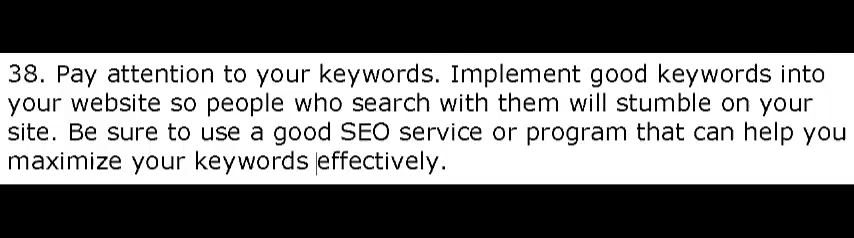 38. Pay attention to your keywords. Implement good keywords into
your website so people who search with them will stumble on your
site. Be sure to use a good SEO service or program that can help you
maximize your keywords effectively.